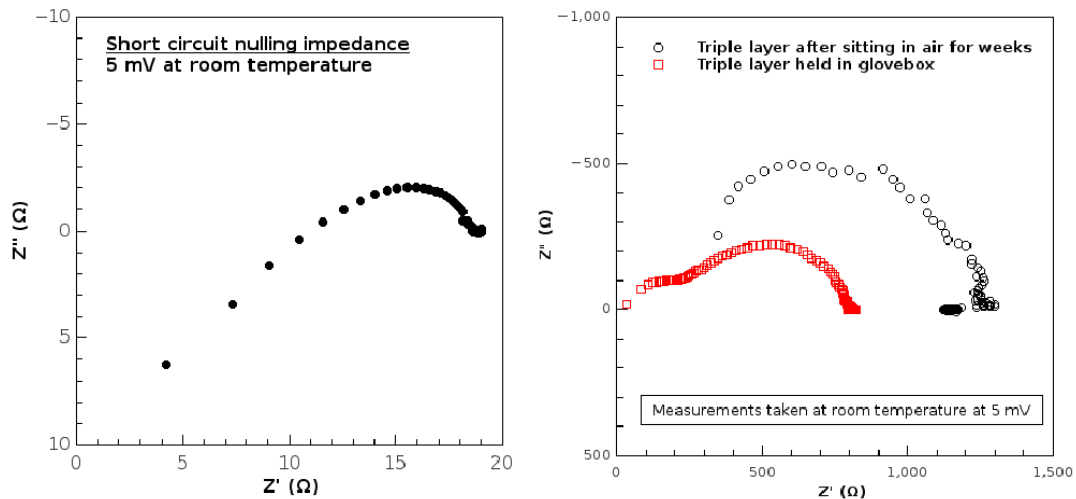 Short circuit nulling impedance
5 mV at room temperature
−10
−5
0
5
10
Z″ (Ω)
0
5
10
15
20
Z′ (Ω)
Triple layer after sitting in air for weeks
Triple layer held in glovebox
−1,000
−500
0
500
Z″ (Ω)
Measurements taken at room temperature at 5 mV
0
500
1,000
1,500
Z′ (Ω)